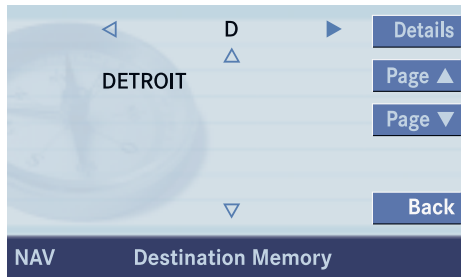 D
Details
DETROIT
Page ▲
Page ▼
Back
NAV
Destination Memory